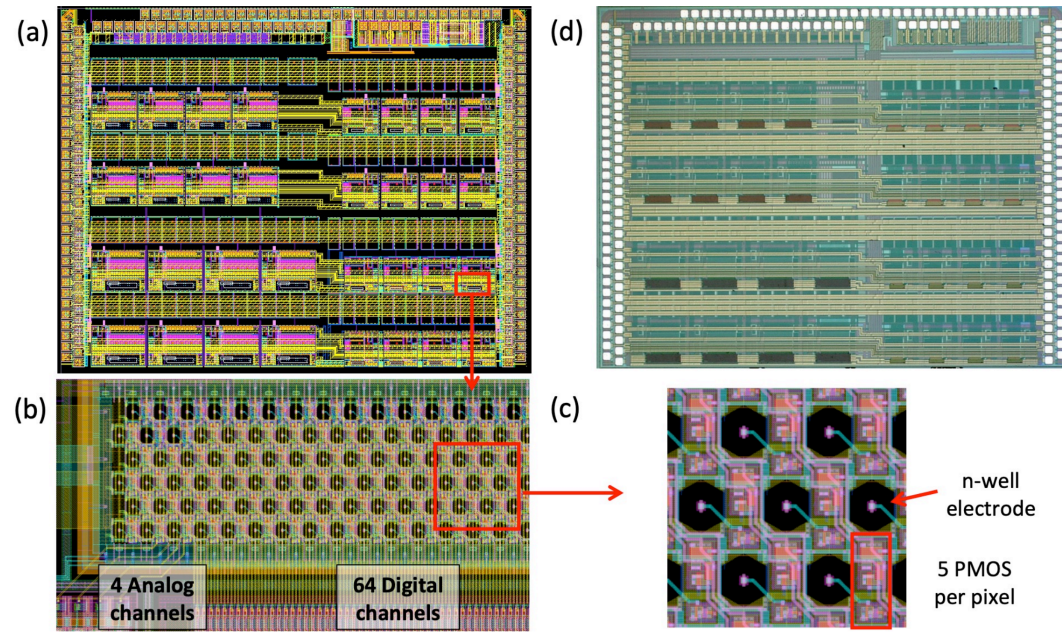 (a)
(d)
(b)
4 Analog
channels
64 Digital
channels
(c)
n-well
electrode
5 PMOS
per pixel